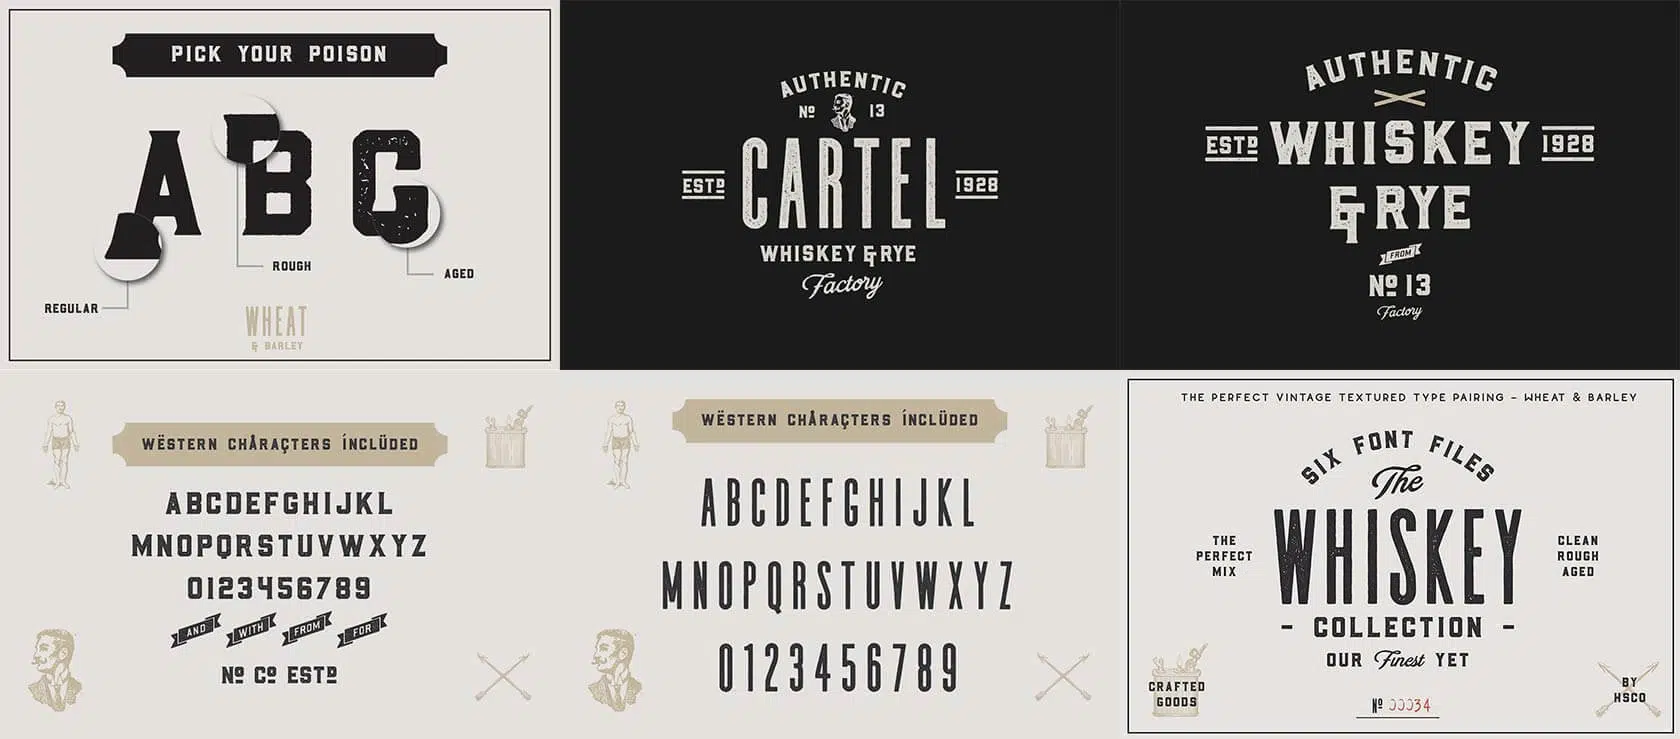 PICK YOUR POISON
ABC
ROUGH
AGED
REGULAR
WHEAT
& BARLEY
AUTHENTIC
Nº 13
CARTEL
ESTD
1928
WHISKEY & RYE
Factory
AUTHENTIC
ESTD WHISKEY 1928
& RYE
FROM
Nº 13
Factory
WËSTERN CHÅRAÇTERS ÍNCLÜDED
ABCDEFGHIJKL
MNOPQRSTUVWXYZ
0123456789
AND WITH FROM FOR
Nº Cº ESTD
WËSTERN CHÅRAÇTERS ÍNCLÜDED
ABCDEFGHIJKL
MNOPQRSTUVWXYZ
0123456789
THE PERFECT VINTAGE TEXTURED TYPE PAIRING - WHEAT & BARLEY
SIX FONT FILES
The
WHISKEY
THE
PERFECT
MIX
CLEAN
ROUGH
AGED
- COLLECTION -
OUR Finest YET
CRAFTED
GOODS
Nº 00034
BY
HSCO